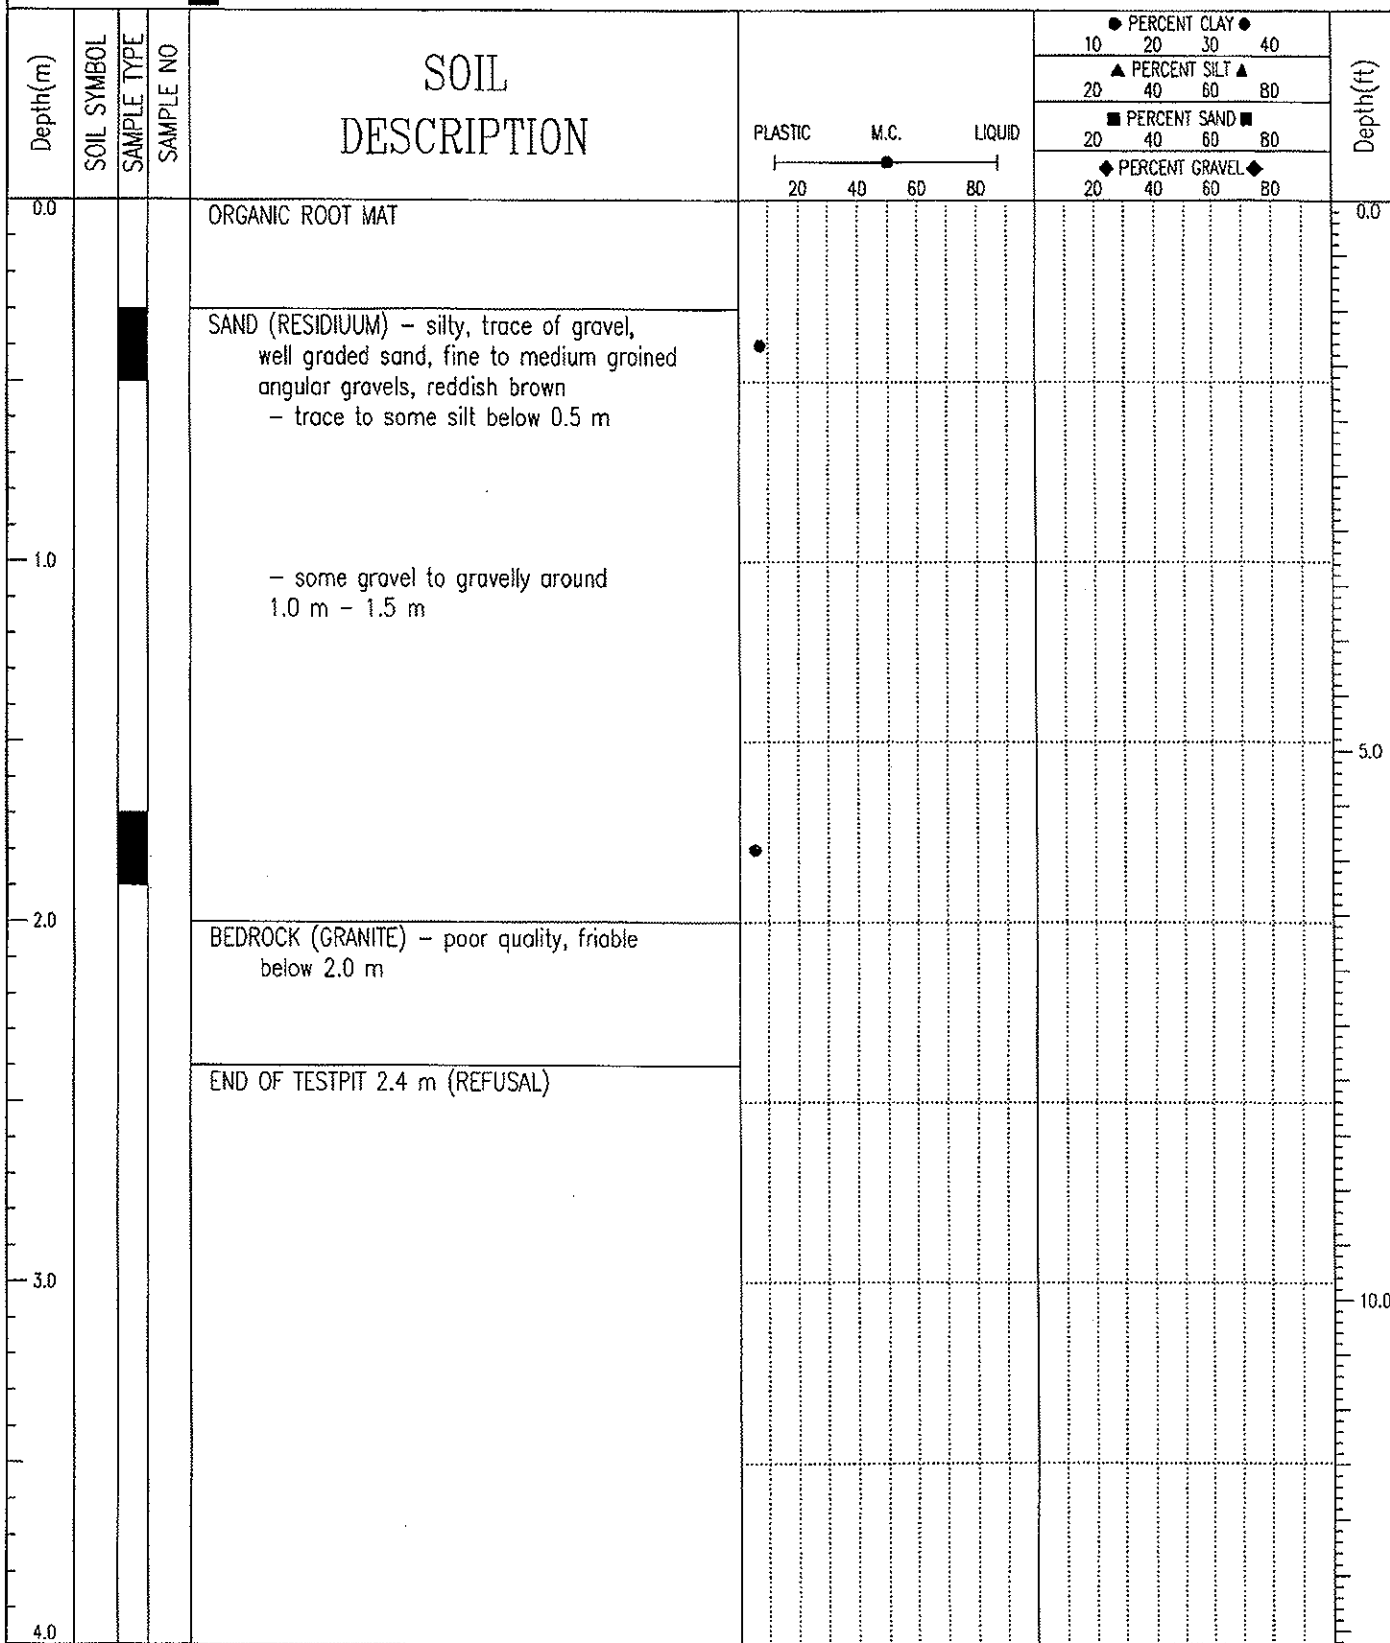 Depth(m)
SOIL SYMBOL
SAMPLE TYPE
SAMPLE NO
SOIL
DESCRIPTION
PLASTIC M.C. LIQUID
20 40 60 80
● PERCENT CLAY ●
10 20 30 40
▲ PERCENT SILT ▲
20 40 60 80
■ PERCENT SAND ■
20 40 60 80
◆ PERCENT GRAVEL ◆
20 40 60 80
Depth(ft)
0.0
ORGANIC ROOT MAT
0.0
SAND (RESIDIUUM) – silty, trace of gravel,
well graded sand, fine to medium grained
angular gravels, reddish brown
– trace to some silt below 0.5 m
1.0
– some gravel to gravelly around
1.0 m – 1.5 m
5.0
2.0
BEDROCK (GRANITE) – poor quality, friable
below 2.0 m
END OF TESTPIT 2.4 m (REFUSAL)
3.0
10.0
4.0